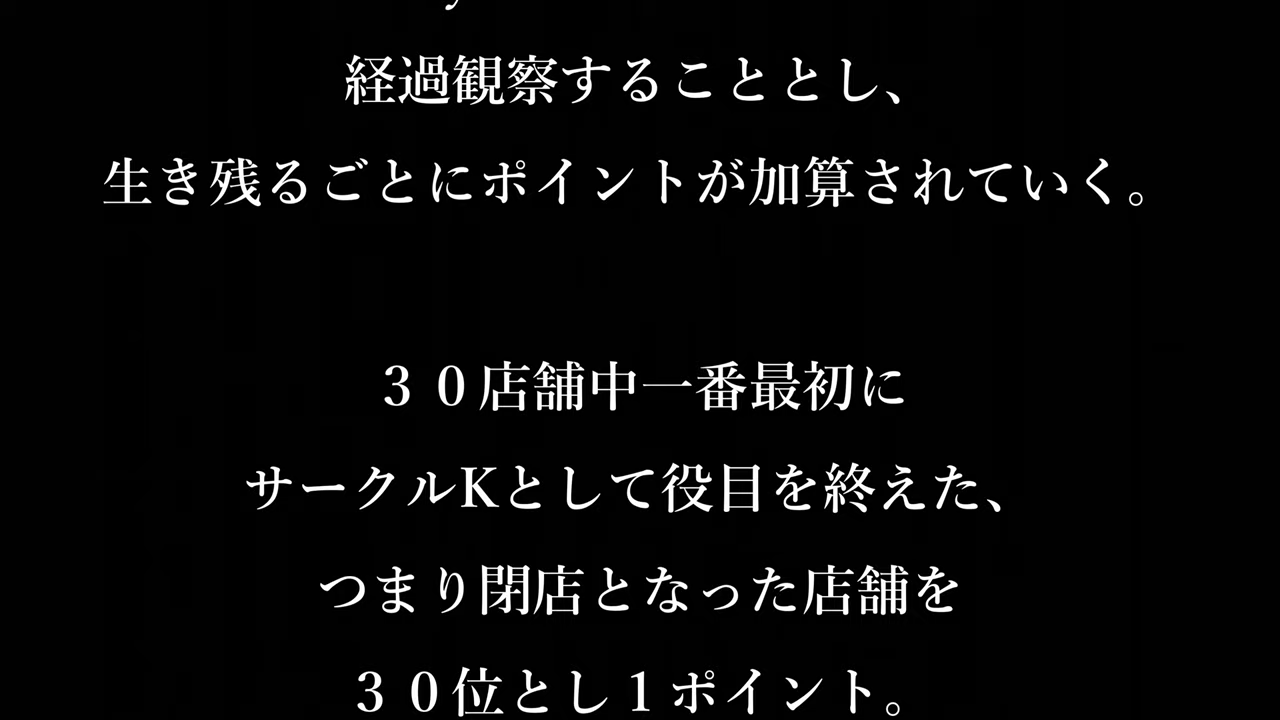 経過観察することとし、
生き残るごとにポイントが加算されていく。
３０店舗中一番最初に
サークルKとして役目を終えた、
つまり閉店となった店舗を
３０位とし１ポイント。